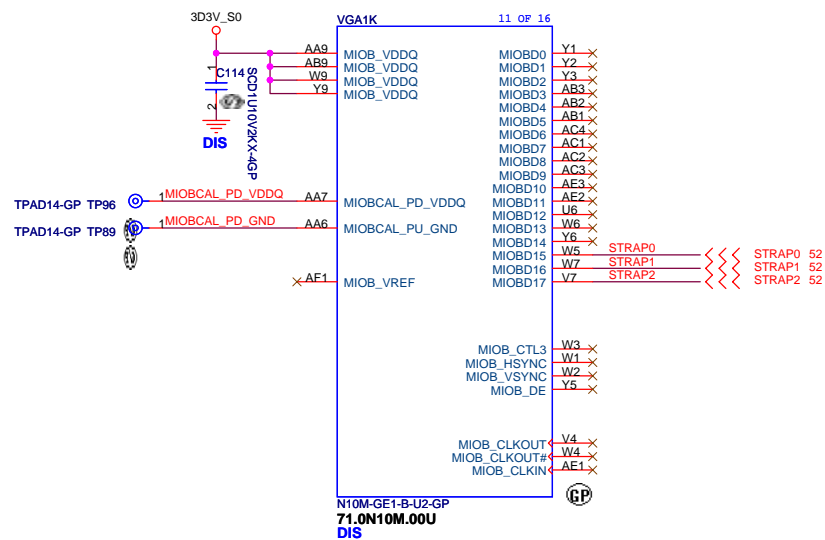 3D3V_S0
VGA1K
11 OF 16
AA9 MIOB_VDDQ
AB9 MIOB_VDDQ
W9 MIOB_VDDQ
Y9 MIOB_VDDQ
1
C114
2
SCD1U10V2KX-4GP
DIS
TPAD14-GP TP96 1 MIOBCAL_PD_VDDQ AA7 MIOBCAL_PD_VDDQ
TPAD14-GP TP89 1 MIOBCAL_PD_GND AA6 MIOBCAL_PU_GND
AF1 MIOB_VREF
MIOBD0 Y1
MIOBD1 Y2
MIOBD2 Y3
MIOBD3 AB3
MIOBD4 AB2
MIOBD5 AB1
MIOBD6 AC4
MIOBD7 AC1
MIOBD8 AC2
MIOBD9 AC3
MIOBD10 AE3
MIOBD11 AE2
MIOBD12 U6
MIOBD13 W6
MIOBD14 Y6
MIOBD15 W5 STRAP0 STRAP0 52
MIOBD16 W7 STRAP1 STRAP1 52
MIOBD17 V7 STRAP2 STRAP2 52
MIOB_CTL3 W3
MIOB_HSYNC W1
MIOB_VSYNC W2
MIOB_DE Y5
MIOB_CLKOUT V4
MIOB_CLKOUT# W4
MIOB_CLKIN AE1
GP
N10M-GE1-B-U2-GP
71.0N10M.00U
DIS